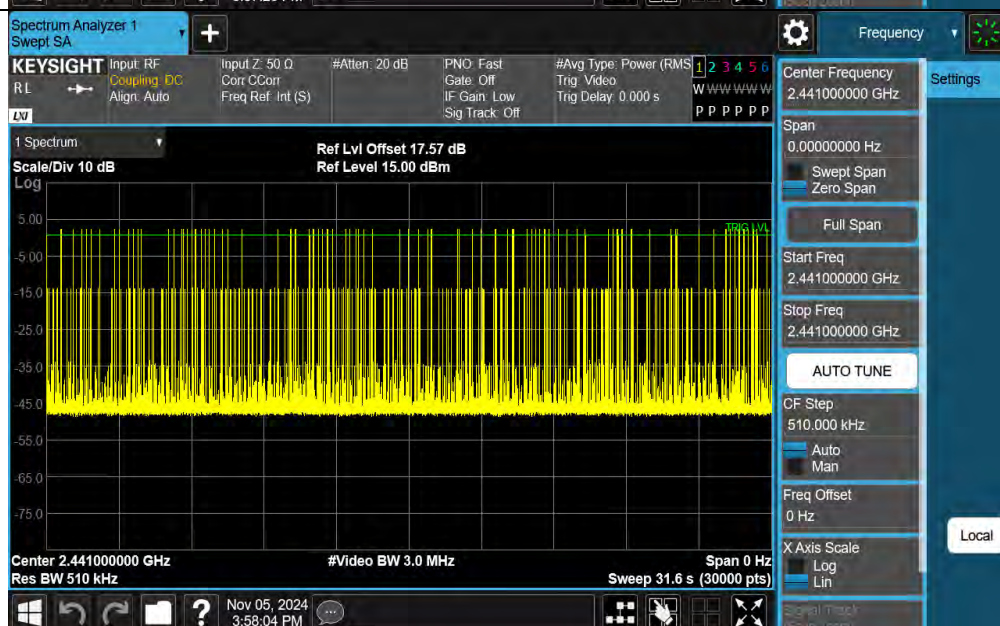 Spectrum Analyzer 1
Swept SA
+
Frequency
KEYSIGHT
RL
LXI
Input: RF
Coupling: DC
Align: Auto
Input Z: 50 Ω
Corr CCorr
Freq Ref: Int (S)
#Atten: 20 dB
PNO: Fast
Gate: Off
IF Gain: Low
Sig Track: Off
#Avg Type: Power (RMS
Trig: Video
Trig Delay: 0.000 s
1 2 3 4 5 6
W W W W W W
P P P P P P
Center Frequency
2.441000000 GHz
Settings
Span
0.00000000 Hz
Swept Span
Zero Span
Full Span
Start Freq
2.441000000 GHz
Stop Freq
2.441000000 GHz
AUTO TUNE
CF Step
510.000 kHz
Auto
Man
Freq Offset
0 Hz
X Axis Scale
Log
Lin
Signal Track
Local
1 Spectrum
Scale/Div 10 dB
Ref Lvl Offset 17.57 dB
Ref Level 15.00 dBm
Log
TRIG LVL
5.00
-5.00
-15.0
-25.0
-35.0
-45.0
-55.0
-65.0
-75.0
Center 2.441000000 GHz
#Video BW 3.0 MHz
Span 0 Hz
Res BW 510 kHz
Sweep 31.6 s (30000 pts)
?
Nov 05, 2024
3:58:04 PM